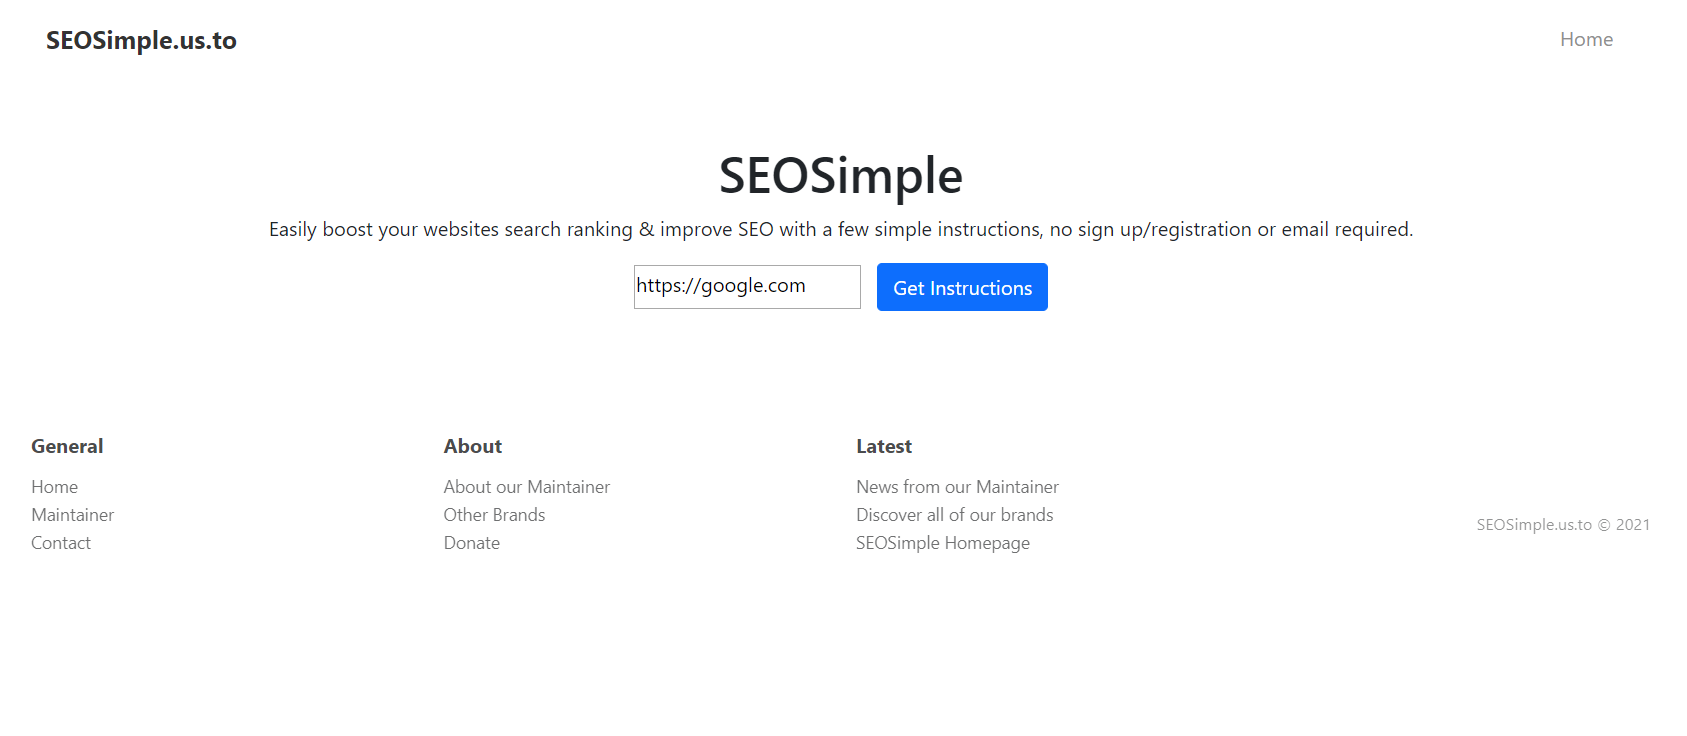 SEOSimple.us.to
Home
SEOSimple
Easily boost your websites search ranking & improve SEO with a few simple instructions, no sign up/registration or email required.
https://google.com
Get Instructions
General
Home
Maintainer
Contact
About
About our Maintainer
Other Brands
Donate
Latest
News from our Maintainer
Discover all of our brands
SEOSimple Homepage
SEOSimple.us.to © 2021